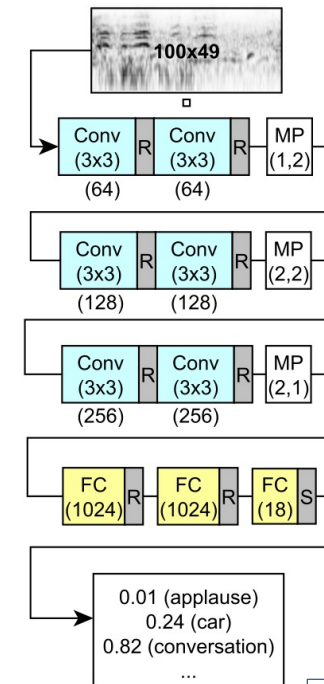 100x49
Conv R Conv R MP
(3x3) (3x3) (1,2)
(64) (64)
Conv R Conv R MP
(3x3) (3x3) (2,2)
(128) (128)
Conv R Conv R MP
(3x3) (3x3) (2,1)
(256) (256)
FC R FC R FC S
(1024) (1024) (18)
0.01 (applause)
0.24 (car)
0.82 (conversation)
...